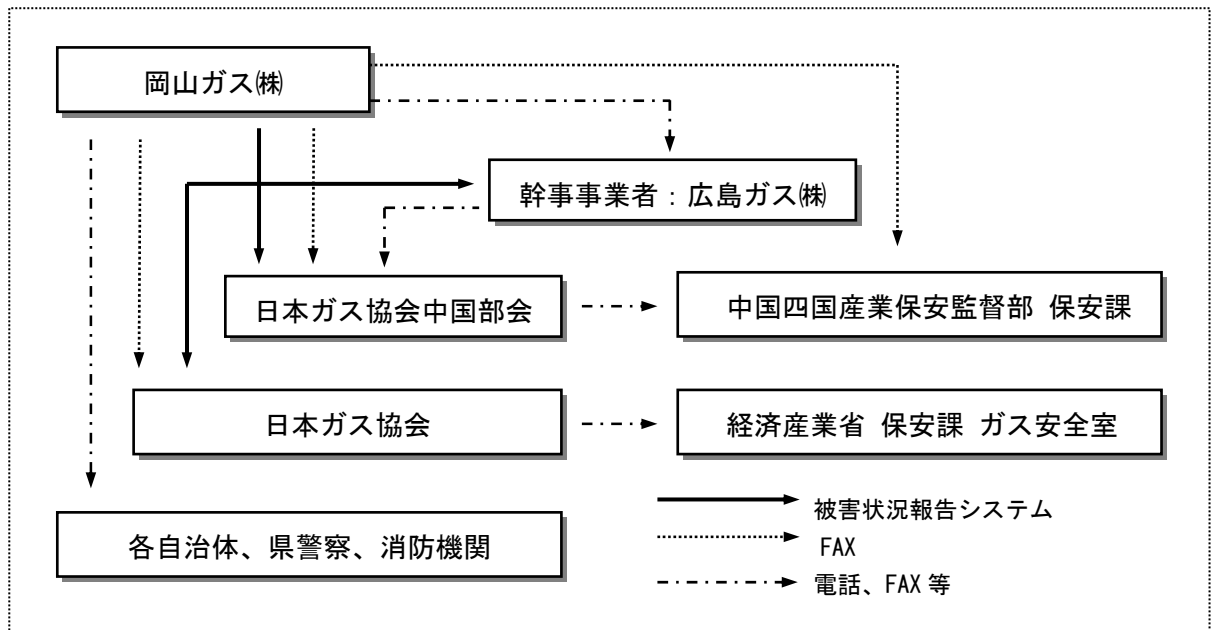 岡山ガス㈱
幹事事業者：広島ガス㈱
日本ガス協会中国部会
中国四国産業保安監督部 保安課
日本ガス協会
経済産業省 保安課 ガス安全室
各自治体、県警察、消防機関
被害状況報告システム
FAX
電話、FAX 等